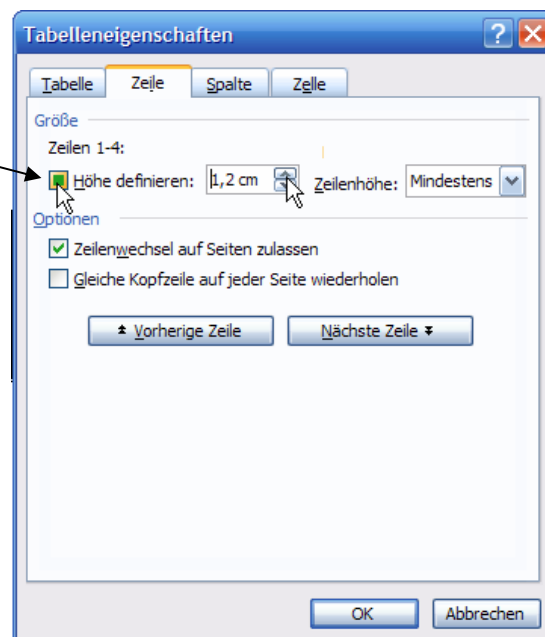 Tabelleneigenschaften
Tabelle Zeile Spalte Zelle
Größe
Zeilen 1-4:
Höhe definieren: 1,2 cm Zeilenhöhe: Mindestens
Optionen
Zeilenwechsel auf Seiten zulassen
Gleiche Kopfzeile auf jeder Seite wiederholen
Vorherige Zeile Nächste Zeile
OK Abbrechen